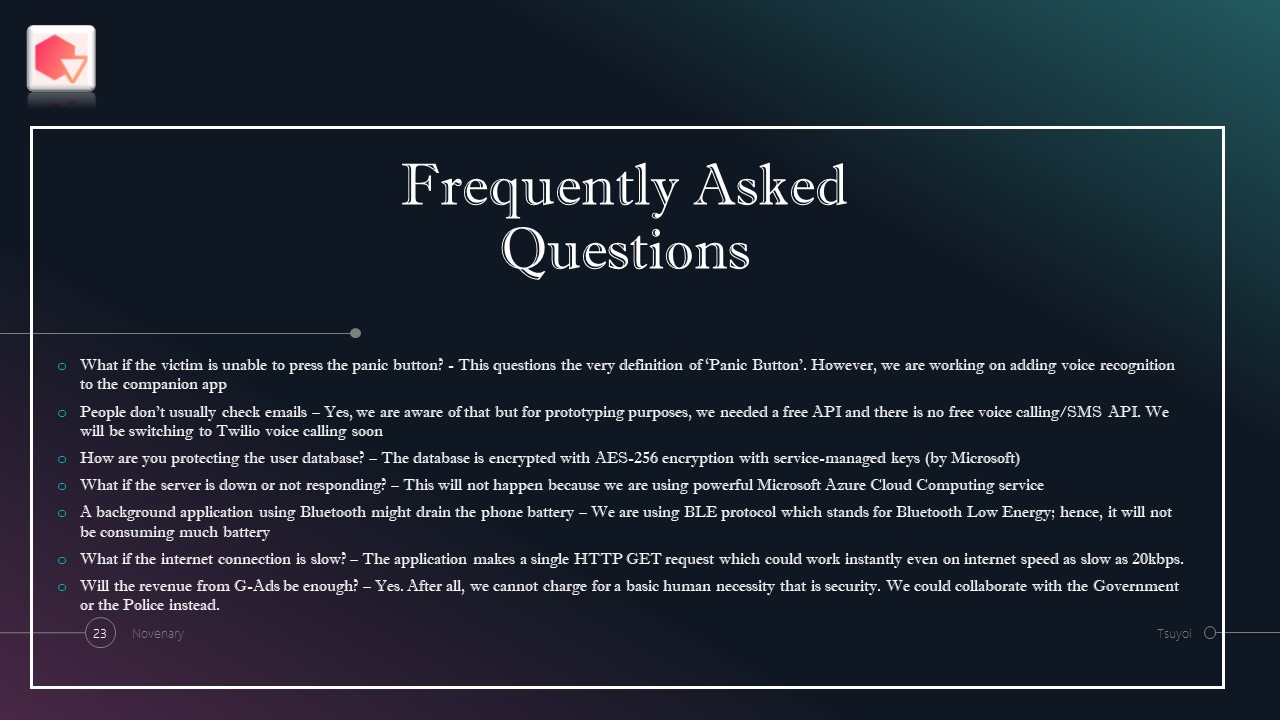 Frequently Asked
Questions
o What if the victim is unable to press the panic button? - This questions the very definition of ‘Panic Button’. However, we are working on adding voice recognition
to the companion app
o People don’t usually check emails – Yes, we are aware of that but for prototyping purposes, we needed a free API and there is no free voice calling/SMS API. We
will be switching to Twilio voice calling soon
o How are you protecting the user database? – The database is encrypted with AES-256 encryption with service-managed keys (by Microsoft)
o What if the server is down or not responding? – This will not happen because we are using powerful Microsoft Azure Cloud Computing service
o A background application using Bluetooth might drain the phone battery – We are using BLE protocol which stands for Bluetooth Low Energy; hence, it will not
be consuming much battery
o What if the internet connection is slow? – The application makes a single HTTP GET request which could work instantly even on internet speed as slow as 20kbps.
o Will the revenue from G-Ads be enough? – Yes. After all, we cannot charge for a basic human necessity that is security. We could collaborate with the Government
or the Police instead.
23 Novenary Tsuyoi